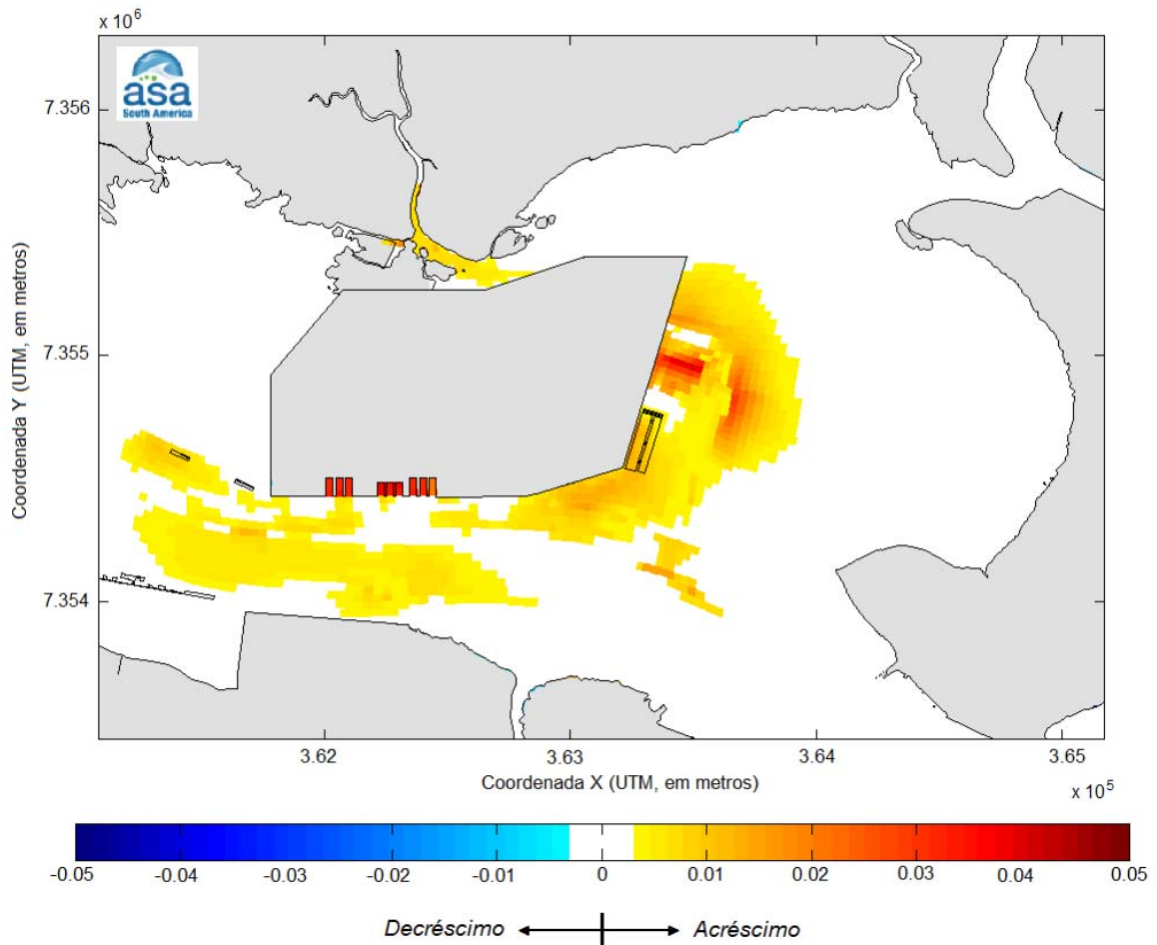 x 10⁶
asa
South America
7.356
7.355
7.354
Coordenada Y (UTM, em metros)
3.62
3.63
3.64
3.65
Coordenada X (UTM, em metros)
x 10⁵
-0.05
-0.04
-0.03
-0.02
-0.01
0
0.01
0.02
0.03
0.04
0.05
Decréscimo
Acréscimo